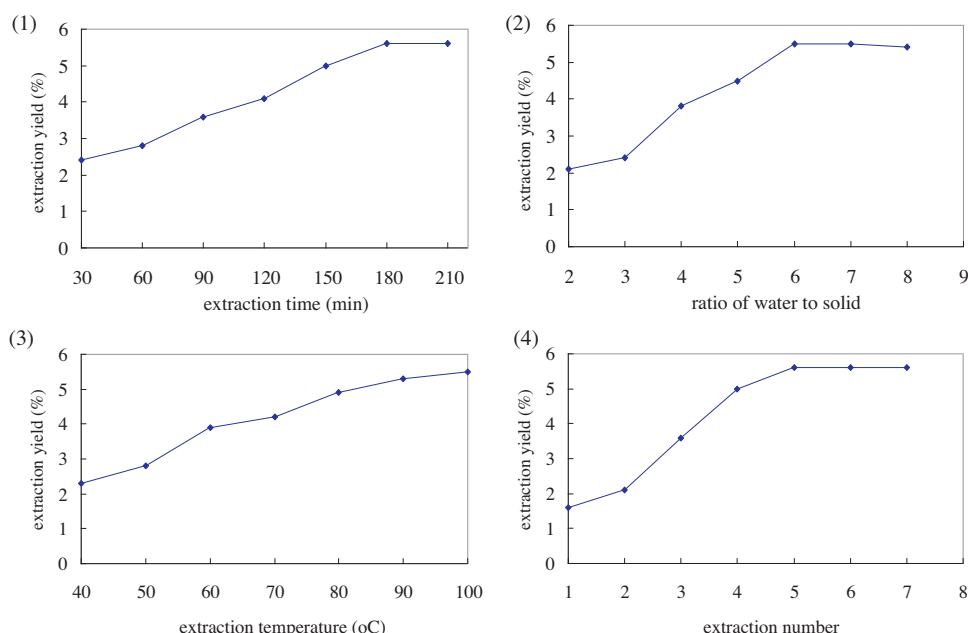 (1)
6
5
4
3
2
1
0
extraction yield (%)
30 60 90 120 150 180 210
extraction time (min)
(2)
6
5
4
3
2
1
0
extraction yield (%)
2 3 4 5 6 7 8 9
ratio of water to solid
(3)
6
5
4
3
2
1
0
extraction yield (%)
40 50 60 70 80 90 100
extraction temperature (oC)
(4)
6
5
4
3
2
1
0
extraction yield (%)
1 2 3 4 5 6 7 8
extraction number